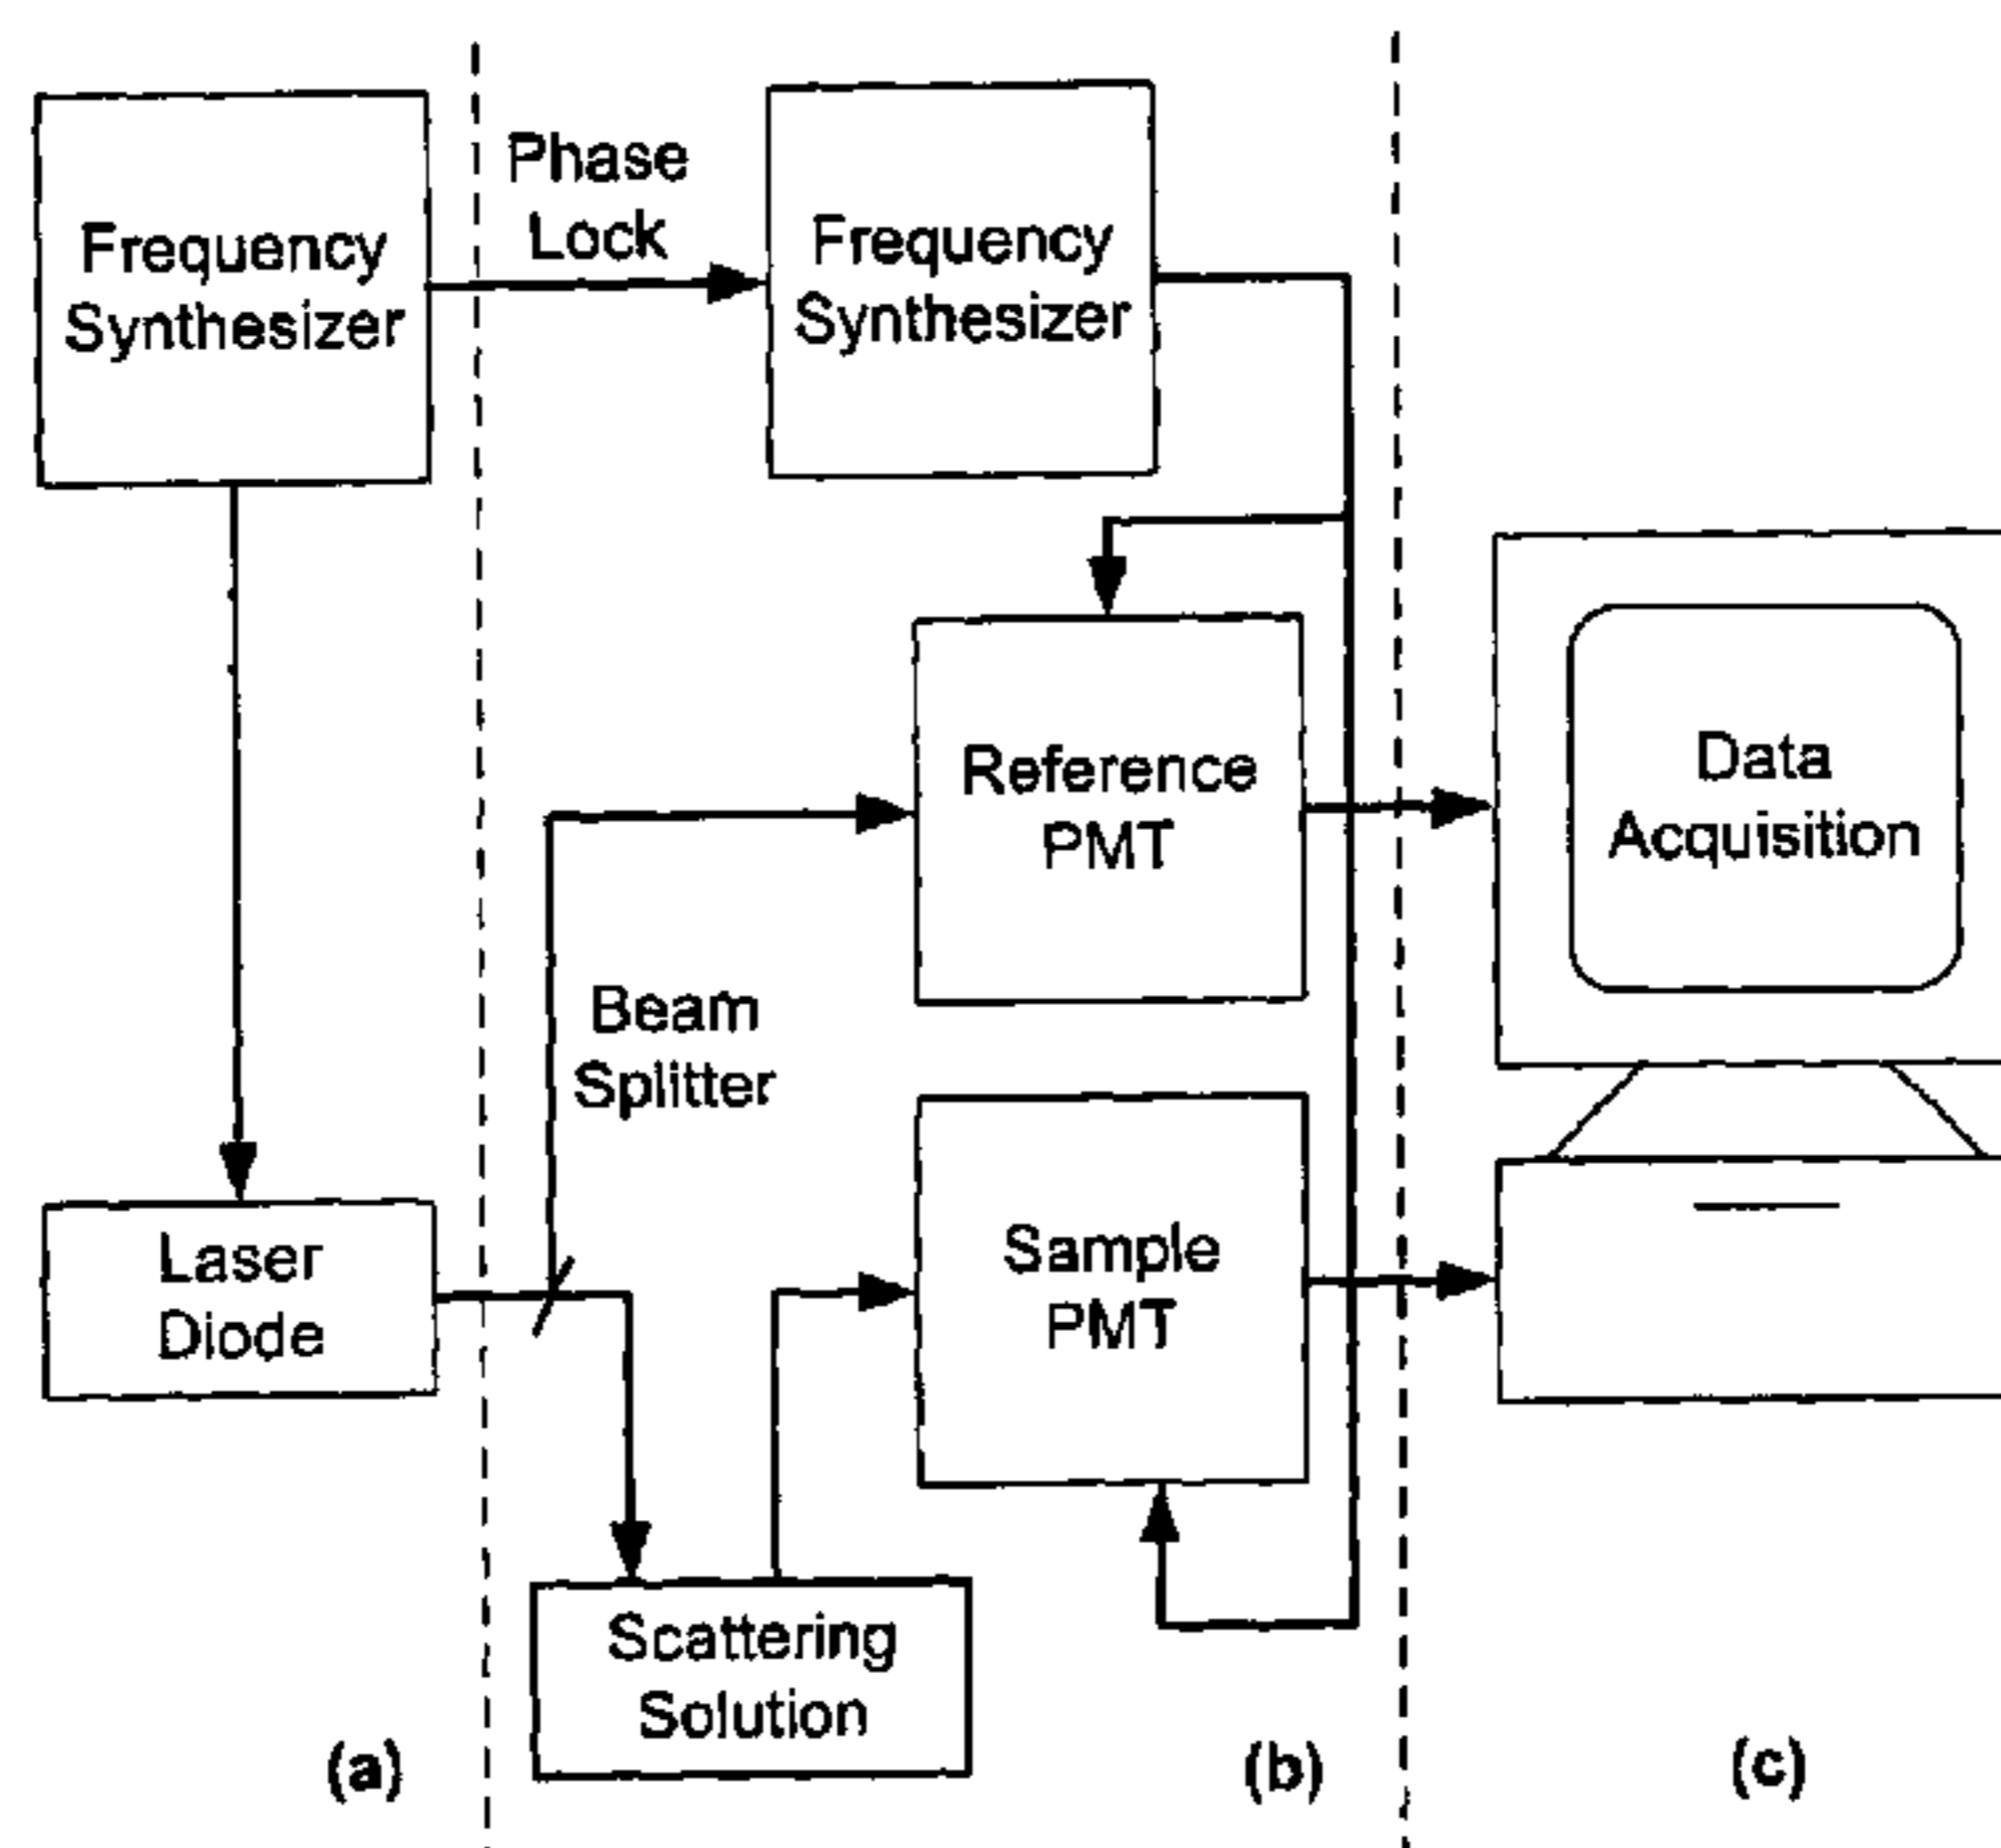 Frequency
Synthesizer
Phase
Lock
Frequency
Synthesizer
Reference
PMT
Data
Acquisition
Beam
Splitter
Laser
Diode
Sample
PMT
Scattering
Solution
(a)
(b)
(c)